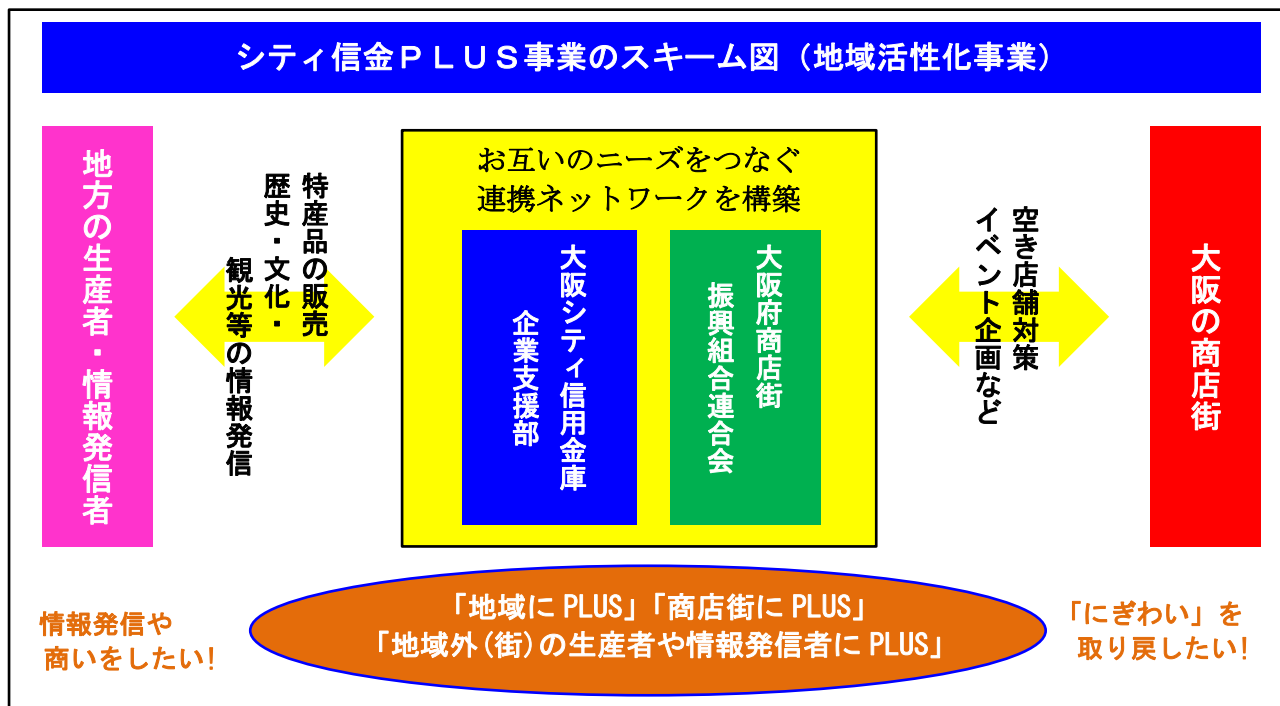 シティ信金PLUS事業のスキーム図(地域活性化事業)
地方の生産者・情報発信者
特産品の販売
歴史・文化・
観光等の情報発信
お互いのニーズをつなぐ
連携ネットワークを構築
大阪シティ信用金庫
企業支援部
大阪府商店街
振興組合連合会
空き店舗対策
イベント企画など
大阪の商店街
情報発信や
商いをしたい!
「地域にPLUS」「商店街にPLUS」
「地域外(街)の生産者や情報発信者にPLUS」
「にぎわい」を
取り戻したい!